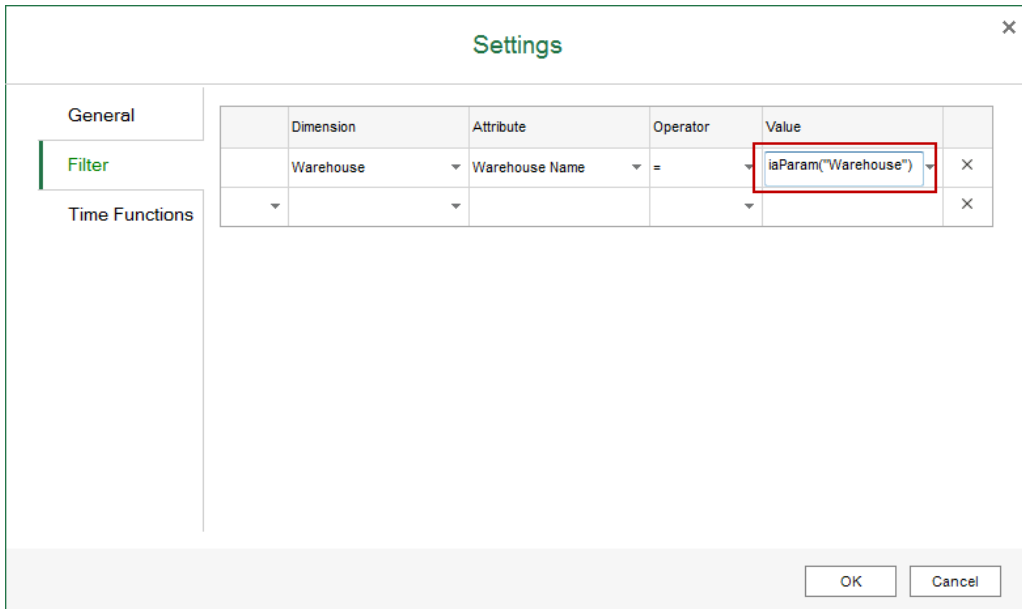 Settings
General
Filter
Time Functions
Dimension Attribute Operator Value
Warehouse Warehouse Name = iaParam("Warehouse")
OK Cancel